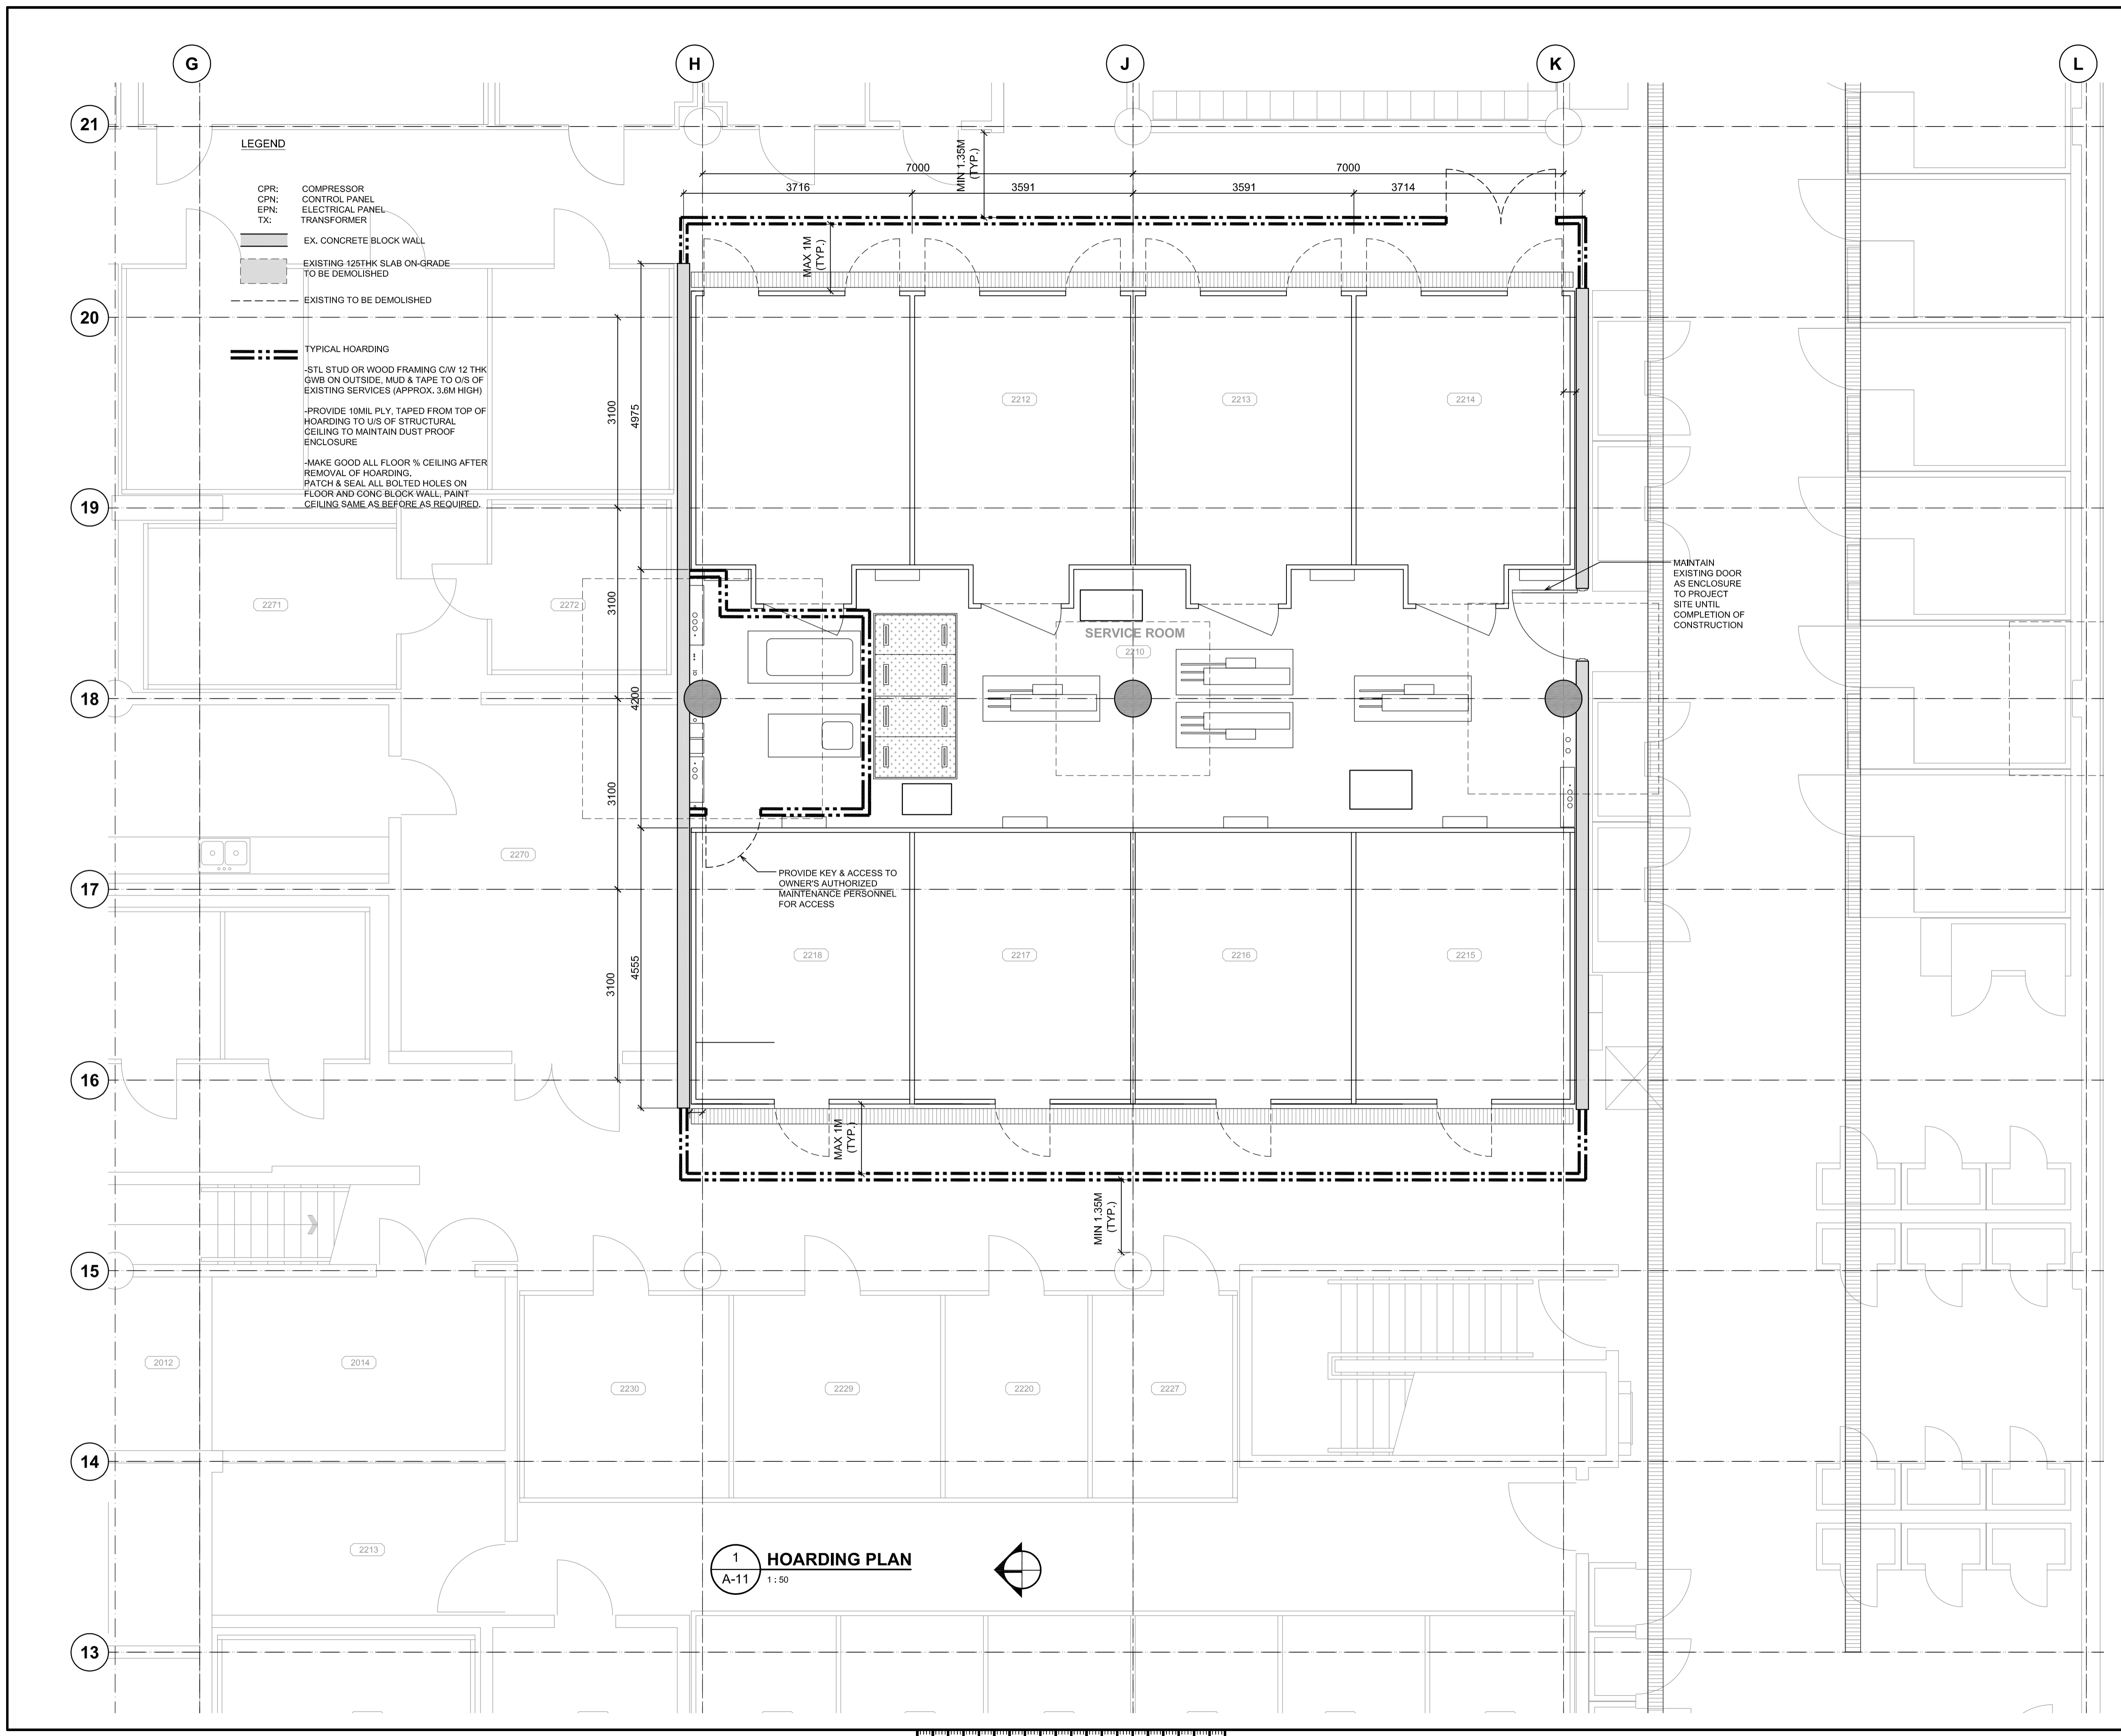 G
H
J
K
L
21
20
19
18
17
16
15
14
13
LEGEND
CPR: COMPRESSOR
CPN: CONTROL PANEL
EPN: ELECTRICAL PANEL
TX: TRANSFORMER
EX. CONCRETE BLOCK WALL
EXISTING 125THK SLAB ON-GRADE
TO BE DEMOLISHED
EXISTING TO BE DEMOLISHED
TYPICAL HOARDING
-STL STUD OR WOOD FRAMING C/W 12 THK
GWB ON OUTSIDE, MUD & TAPE TO O/S OF
EXISTING SERVICES (APPROX. 3.6M HIGH)
-PROVIDE 10MIL PLY, TAPED FROM TOP OF
HOARDING TO U/S OF STRUCTURAL
CEILING TO MAINTAIN DUST PROOF
ENCLOSURE
-MAKE GOOD ALL FLOOR % CEILING AFTER
REMOVAL OF HOARDING.
PATCH & SEAL ALL BOLTED HOLES ON
FLOOR AND CONC BLOCK WALL, PAINT
CEILING SAME AS BEFORE AS REQUIRED.
7000
7000
3716
3591
3591
3714
MIN 1.35M
(TYP.)
MAX 1M
(TYP.)
3100
4975
3100
4200
3100
3100
4555
2212
2213
2214
2271
2272
SERVICE ROOM
2210
MAINTAIN
EXISTING DOOR
AS ENCLOSURE
TO PROJECT
SITE UNTIL
COMPLETION OF
CONSTRUCTION
2270
PROVIDE KEY & ACCESS TO
OWNER'S AUTHORIZED
MAINTENANCE PERSONNEL
FOR ACCESS
2218
2217
2216
2215
MAX 1M
(TYP.)
MIN 1.35M
(TYP.)
2012
2014
2230
2229
2220
2227
2213
1
A-11
HOARDING PLAN
1 : 50